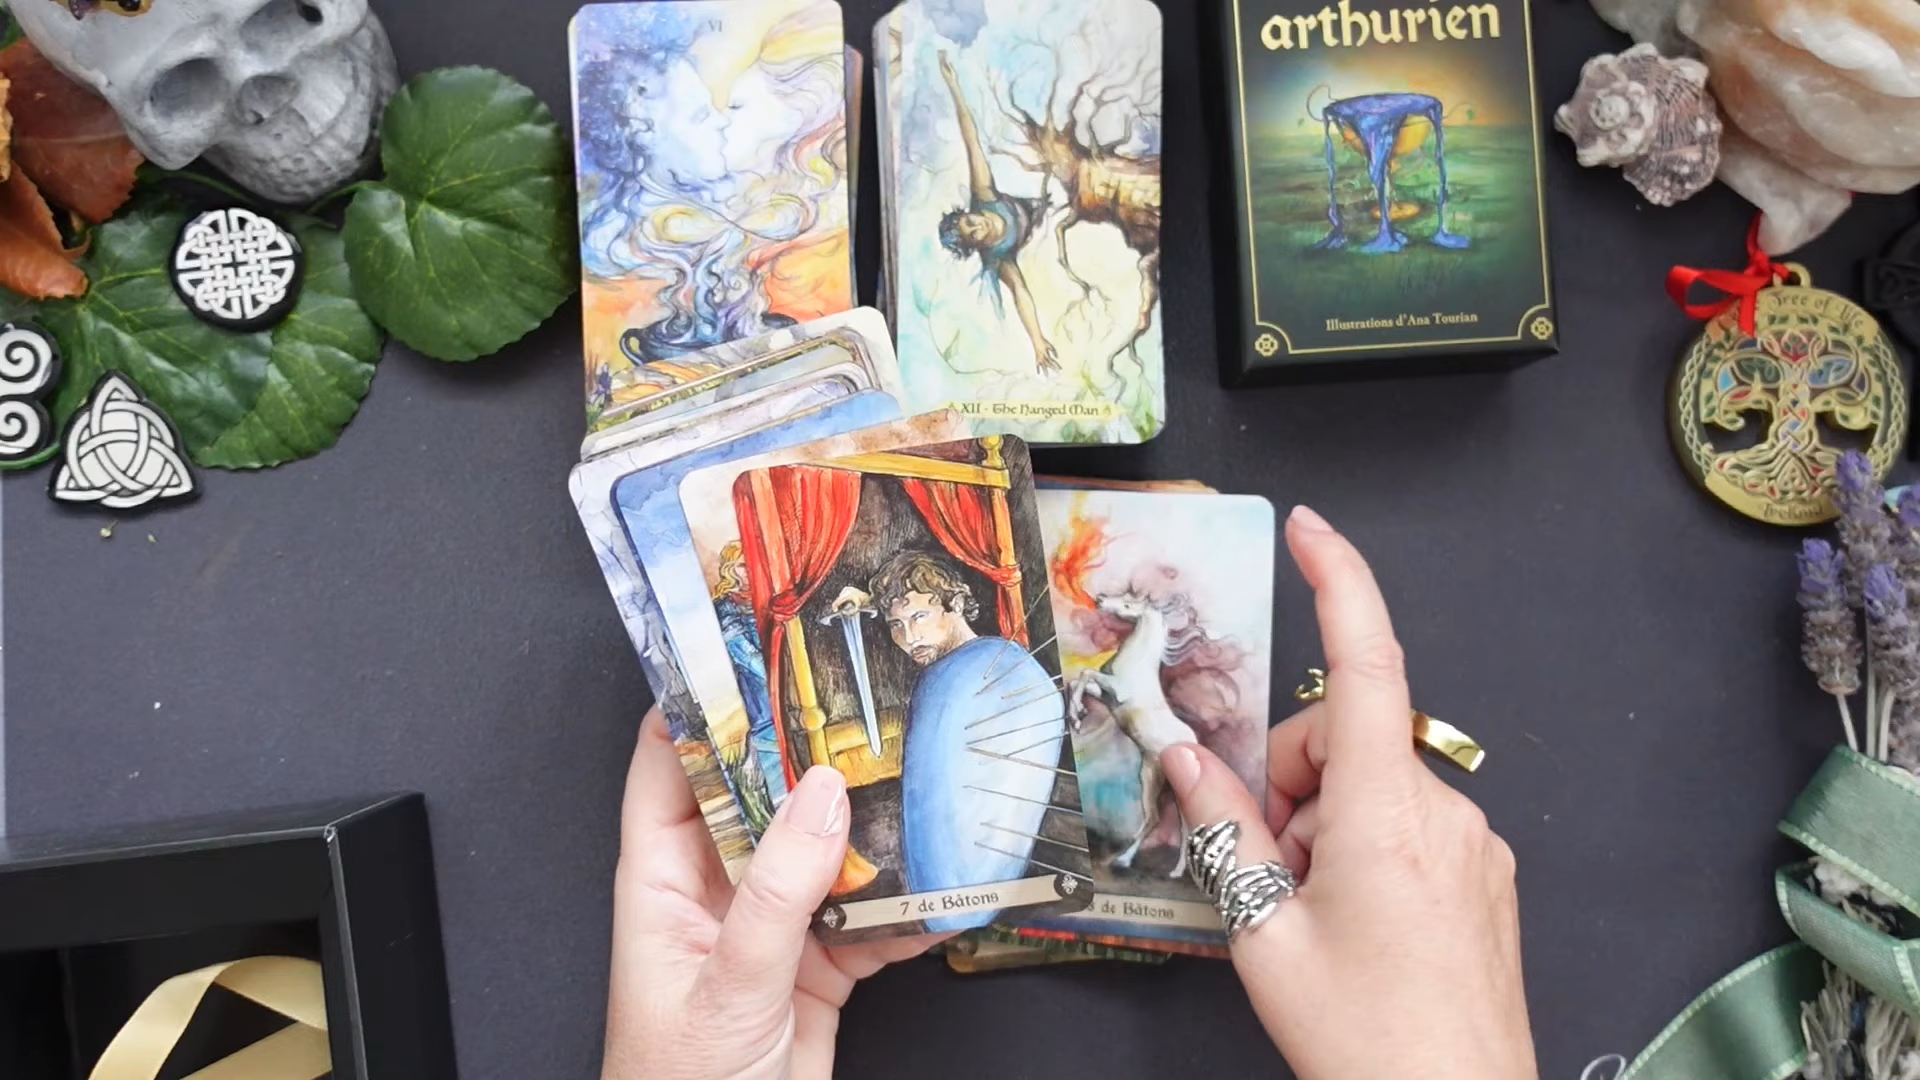 VI
XII - The Hanged Man
arthurien
Illustrations d'Ana Tourian
Tree of Life
Ireland
7 de Bâtons
de Bâtons